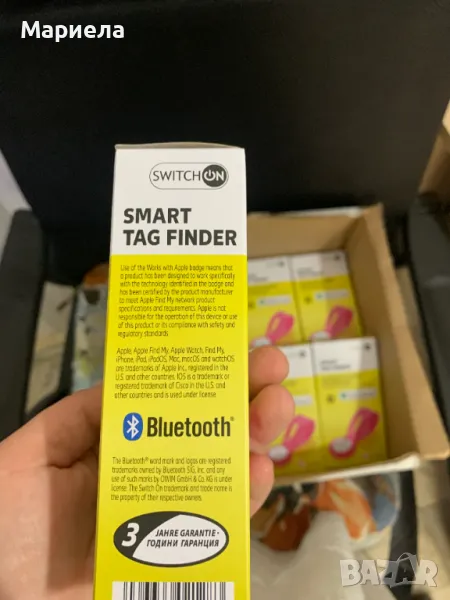 Мариела
SWITCH ON
SMART
TAG FINDER
Use of the Works with Apple badge means that
a product has been designed to work specifically
with the technology identified in the badge and
has been certified by the product manufacturer
to meet Apple Find My network product
specifications and requirements. Apple is not
responsible for the operation of this device or use
of this product or its compliance with safety and
regulatory standards.
Apple, Apple Find My, Apple Watch, Find My,
iPhone, iPad, iPadOS, Mac, macOS and watchOS
are trademarks of Apple Inc., registered in the
U.S. and other countries. IOS is a trademark or
registered trademark of Cisco in the U.S. and
other countries and is used under license.
Bluetooth®
The Bluetooth® word mark and logos are registered
trademarks owned by Bluetooth SIG, Inc. and any
use of such marks by OWIM GmbH & Co. KG is under
license. The Switch On trademark and trade name is
the property of their respective owners.
3 JAHRE GARANTIE •
ГОДИНИ ГАРАНЦИЯ
SMART
TAG FINDER
BAZAR